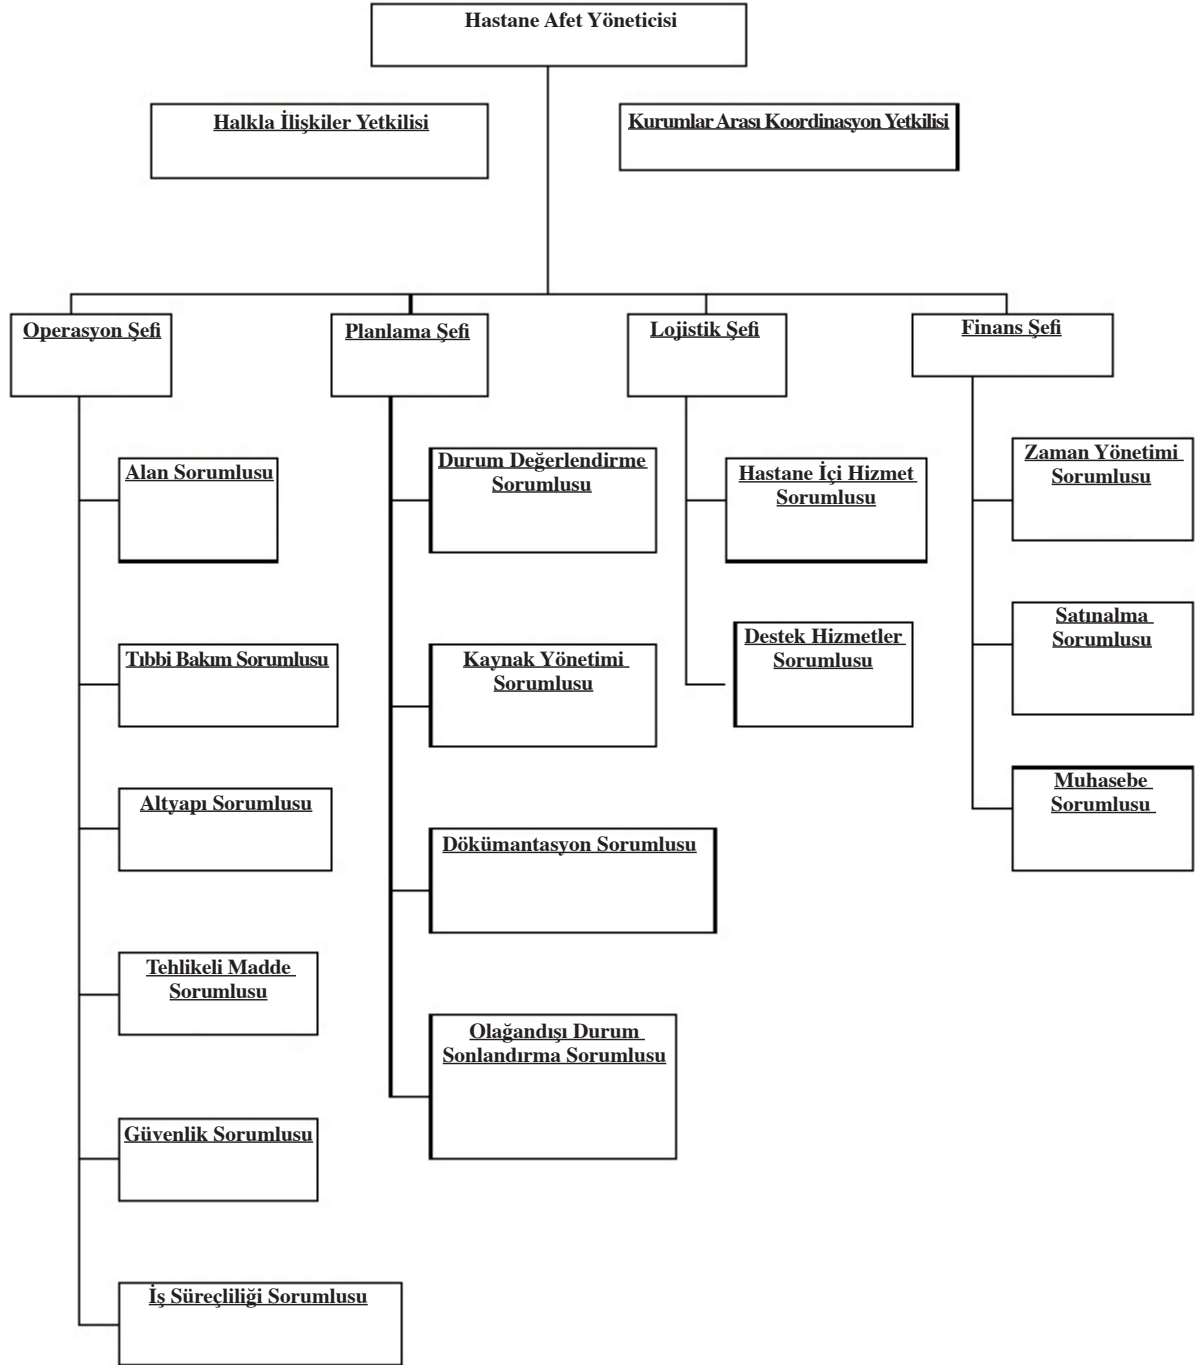 Hastane Afet Yöneticisi
Halkla İlişkiler Yetkilisi
Kurumlar Arası Koordinasyon Yetkilisi
Operasyon Şefi
Planlama Şefi
Lojistik Şefi
Finans Şefi
Alan Sorumlusu
Tıbbi Bakım Sorumlusu
Altyapı Sorumlusu
Tehlikeli Madde
Sorumlusu
Güvenlik Sorumlusu
İş Süreçliliği Sorumlusu
Durum Değerlendirme
Sorumlusu
Kaynak Yönetimi
Sorumlusu
Dökümantasyon Sorumlusu
Olağandışı Durum
Sonlandırma Sorumlusu
Hastane İçi Hizmet
Sorumlusu
Destek Hizmetler
Sorumlusu
Zaman Yönetimi
Sorumlusu
Satınalma
Sorumlusu
Muhasebe
Sorumlusu